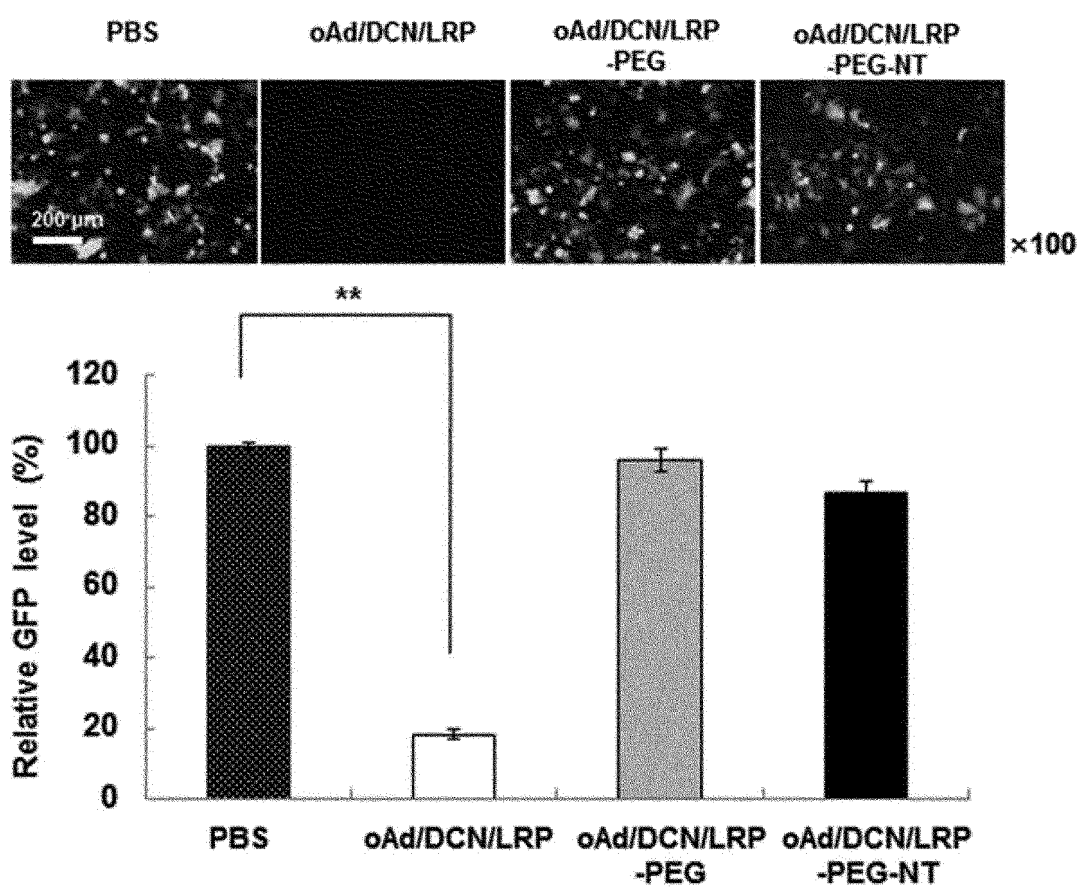 PBS
oAd/DCN/LRP
oAd/DCN/LRP
-PEG
oAd/DCN/LRP
-PEG-NT
200 µm
×100
**
Relative GFP level (%)
120
100
80
60
40
20
0
PBS
oAd/DCN/LRP
oAd/DCN/LRP
-PEG
oAd/DCN/LRP
-PEG-NT